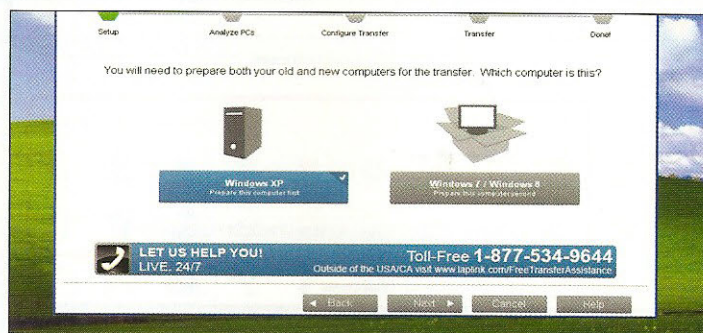 Setup Analyze PCs Configure Transfer Transfer Done!
You will need to prepare both your old and new computers for the transfer. Which computer is this?
Windows XP
Prepare this computer first
Windows 7 / Windows 8
Prepare this computer second
LET US HELP YOU!
LIVE. 24/7
Toll-Free 1-877-534-9644
Outside of the USA/CA visit www.laplink.com/FreeTransferAssistance
Back Next Cancel Help